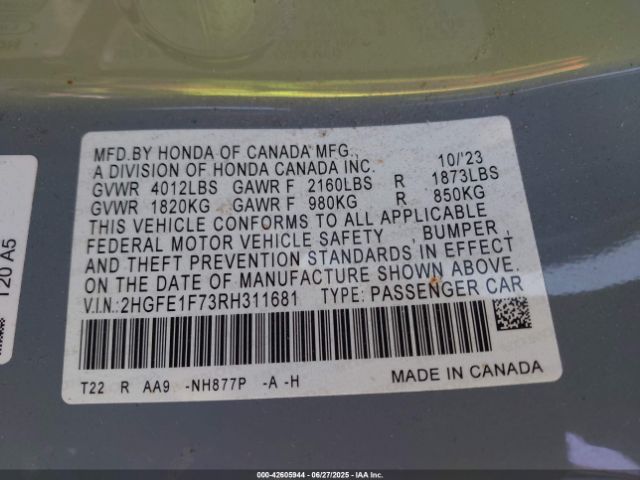 MFD.BY HONDA OF CANADA MFG., 10/'23
A DIVISION OF HONDA CANADA INC.
GVWR 4012LBS GAWR F 2160LBS R 1873LBS
GVWR 1820KG GAWR F 980KG R 850KG
THIS VEHICLE CONFORMS TO ALL APPLICABLE
FEDERAL MOTOR VEHICLE SAFETY , BUMPER ,
AND THEFT PREVENTION STANDARDS IN EFFECT
ON THE DATE OF MANUFACTURE SHOWN ABOVE.
V.I.N.:2HGFE1F73RH311681 TYPE: PASSENGER CAR
T22 R AA9 -NH877P -A -H
MADE IN CANADA
T20 A5
000-42605944 | 06/27/2025 | IAAI